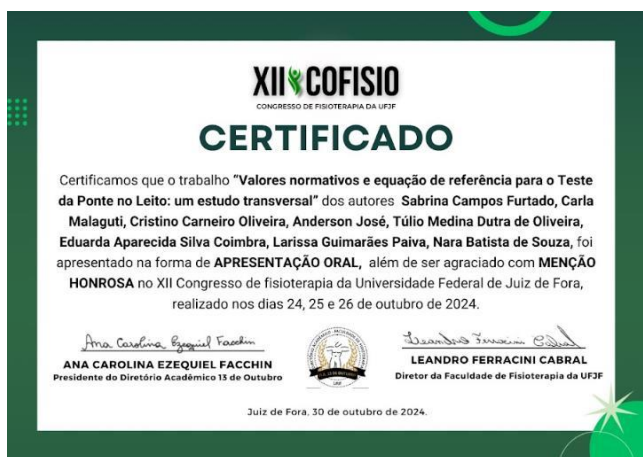 XII COFISIO
CONGRESSO DE FISIOTERAPIA DA UFJF
CERTIFICADO
Certificamos que o trabalho "Valores normativos e equação de referência para o Teste
da Ponte no Leito: um estudo transversal" dos autores Sabrina Campos Furtado, Carla
Malaguti, Cristino Carneiro Oliveira, Anderson José, Túlio Medina Dutra de Oliveira,
Eduarda Aparecida Silva Coimbra, Larissa Guimarães Paiva, Nara Batista de Souza, foi
apresentado na forma de APRESENTAÇÃO ORAL, além de ser agraciado com MENÇÃO
HONROSA no XII Congresso de fisioterapia da Universidade Federal de Juiz de Fora,
realizado nos dias 24, 25 e 26 de outubro de 2024.
Ana Carolina Ezequiel Facchin
Leandro Ferracini Cabral
ANA CAROLINA EZEQUIEL FACCHIN
Presidente do Diretório Acadêmico 13 de Outubro
LEANDRO FERRACINI CABRAL
Diretor da Faculdade de Fisioterapia da UFJF
Juiz de Fora, 30 de outubro de 2024.